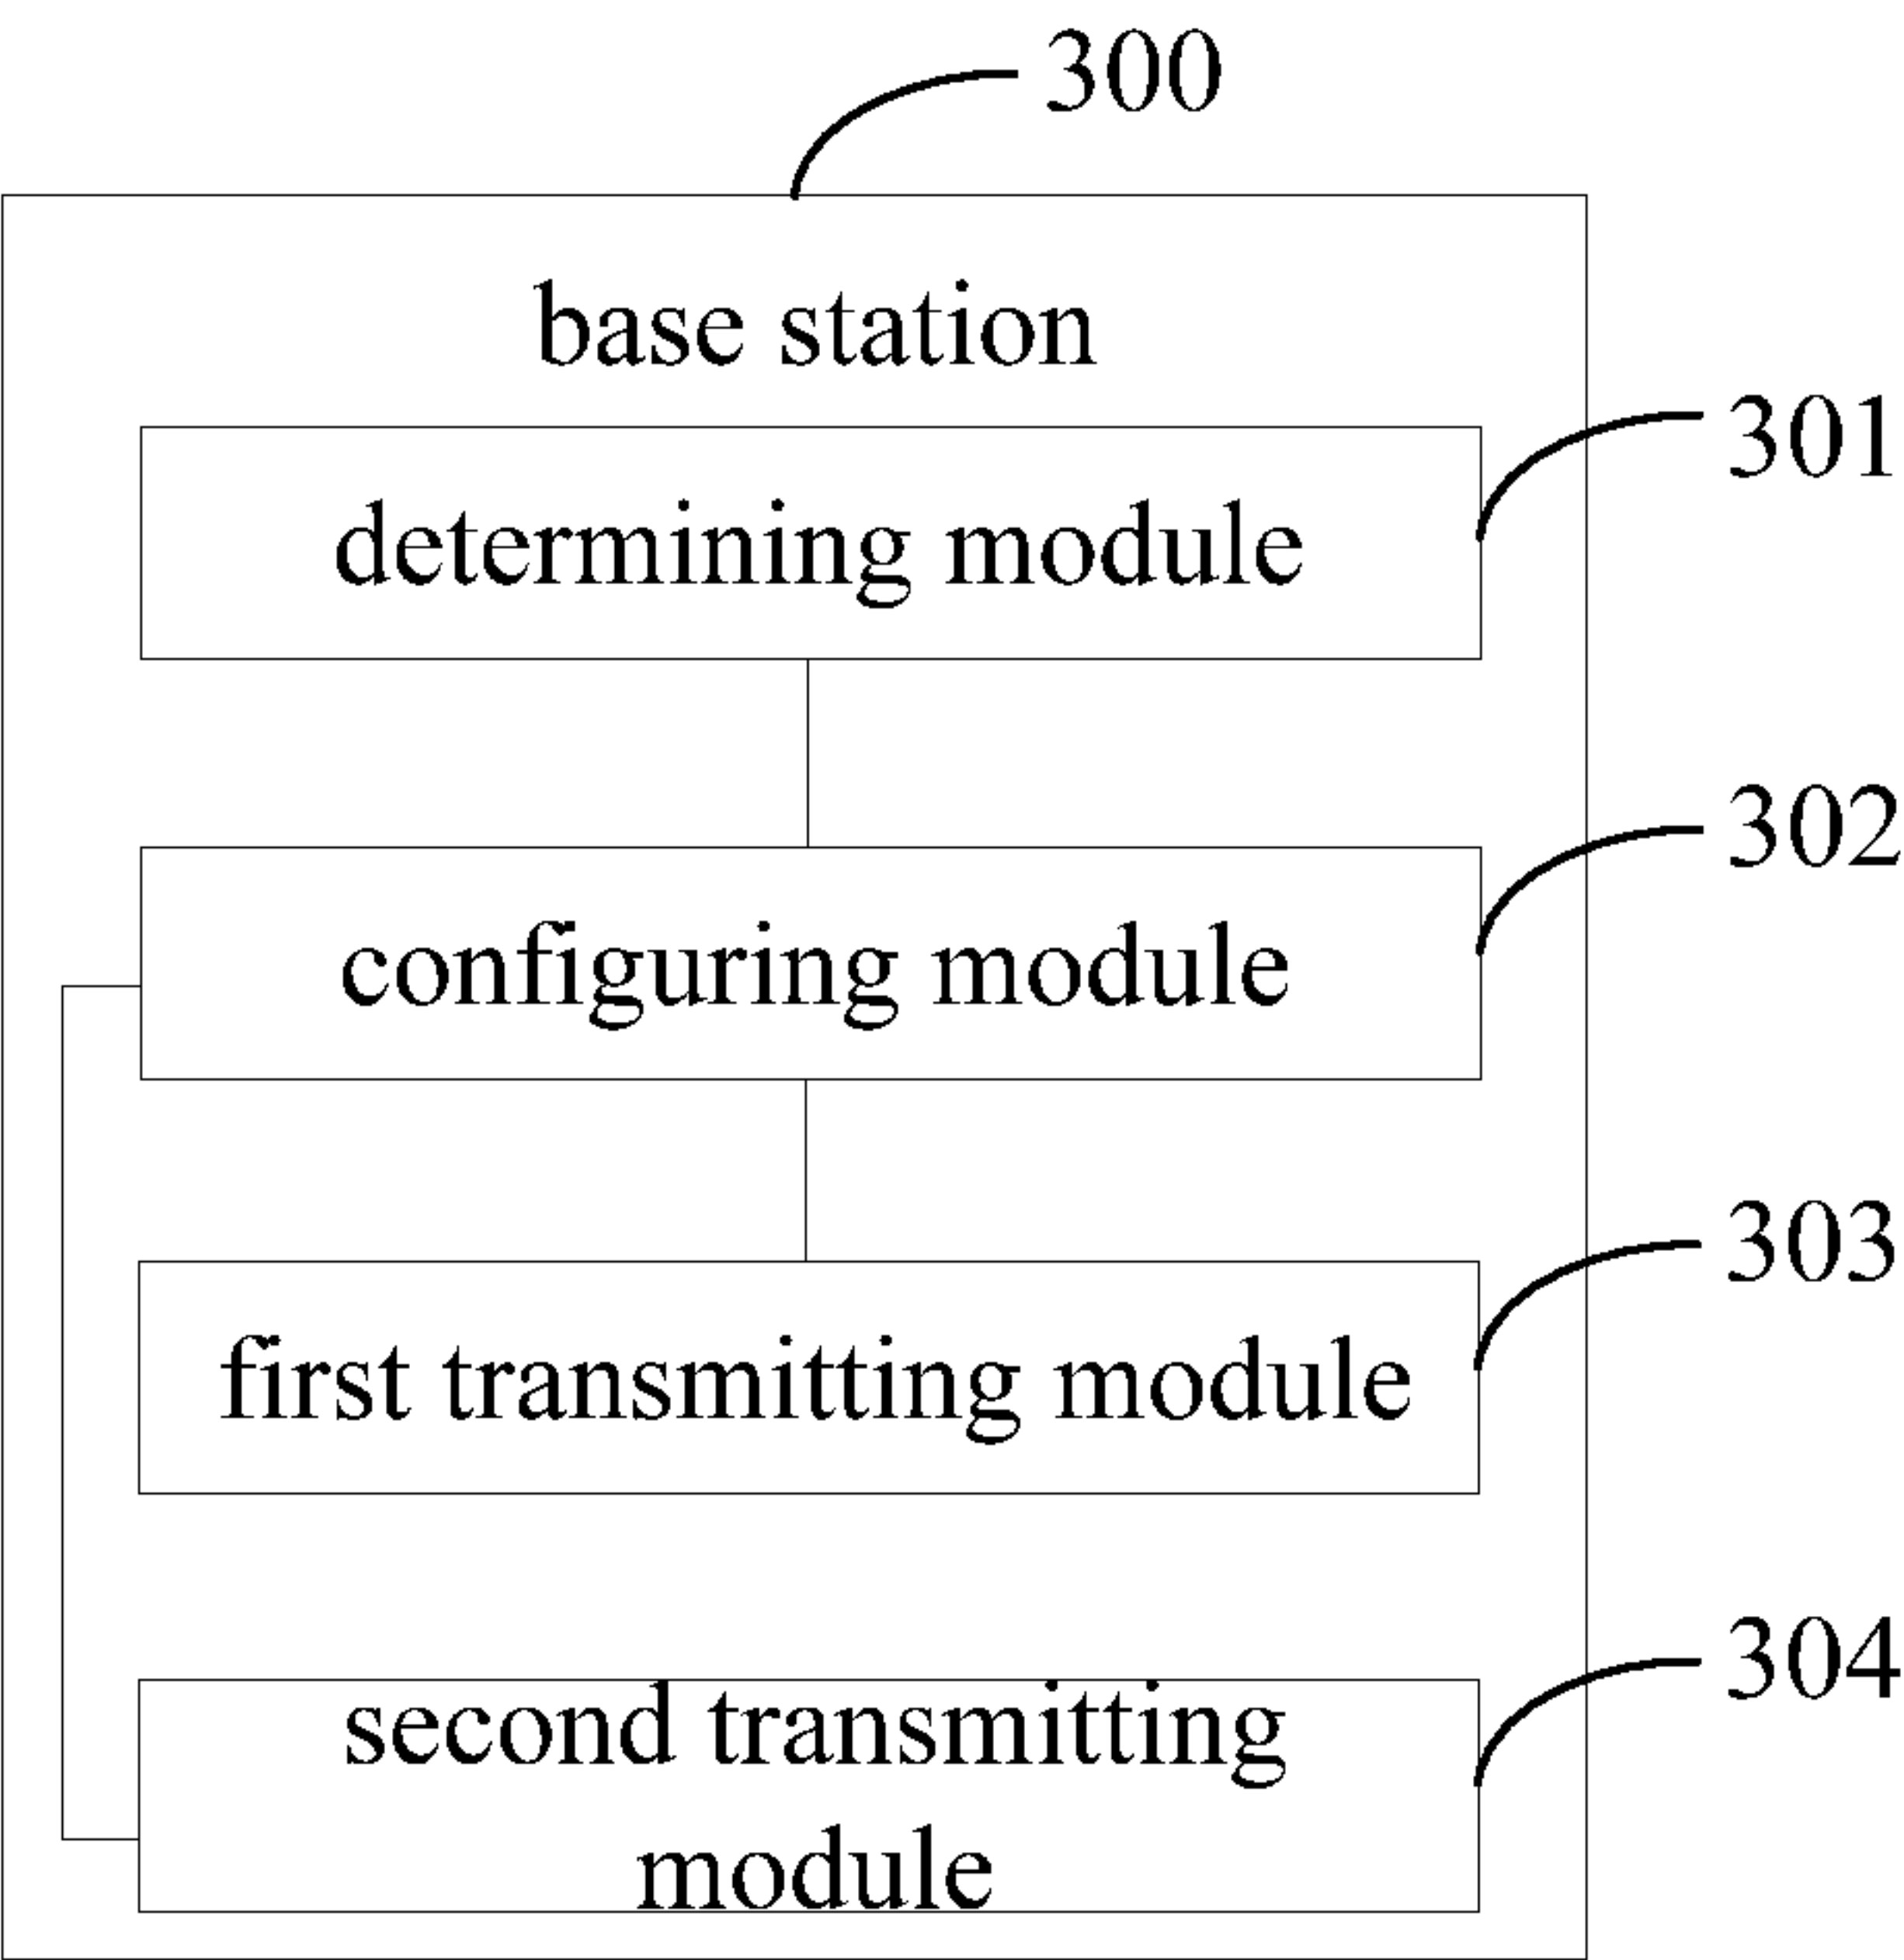 300
base station
301
determining module
302
configuring module
303
first transmitting module
304
second transmitting
module